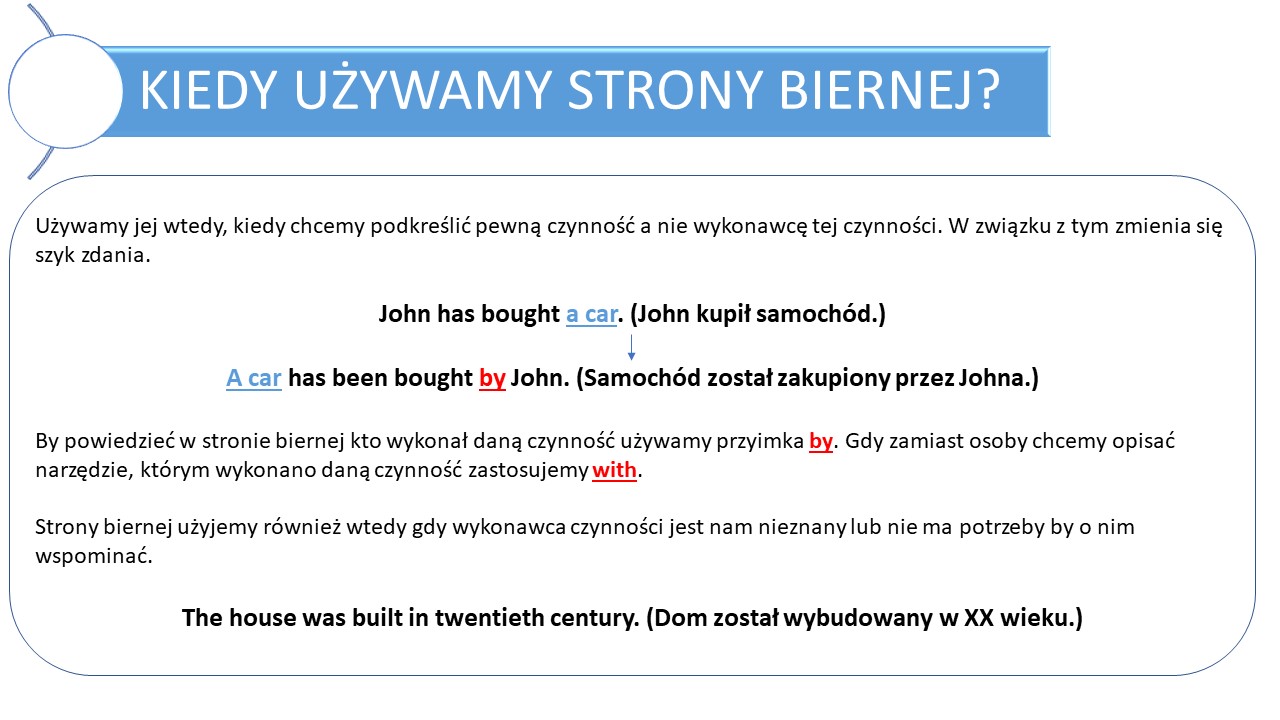 KIEDY UŻYWAMY STRONY BIERNEJ?
Używamy jej wtedy, kiedy chcemy podkreślić pewną czynność a nie wykonawcę tej czynności. W związku z tym zmienia się
szyk zdania.
John has bought a car. (John kupił samochód.)
A car has been bought by John. (Samochód został zakupiony przez Johna.)
By powiedzieć w stronie biernej kto wykonał daną czynność używamy przyimka by. Gdy zamiast osoby chcemy opisać
narzędzie, którym wykonano daną czynność zastosujemy with.
Strony biernej użyjemy również wtedy gdy wykonawca czynności jest nam nieznany lub nie ma potrzeby by o nim
wspominać.
The house was built in twentieth century. (Dom został wybudowany w XX wieku.)